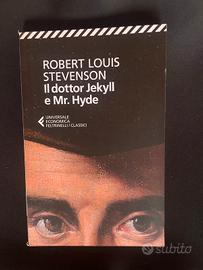 ROBERT LOUIS
STEVENSON
Il dottor Jekyll
e Mr. Hyde
UNIVERSALE
ECONOMICA
FELTRINELLI/CLASSICI
subito